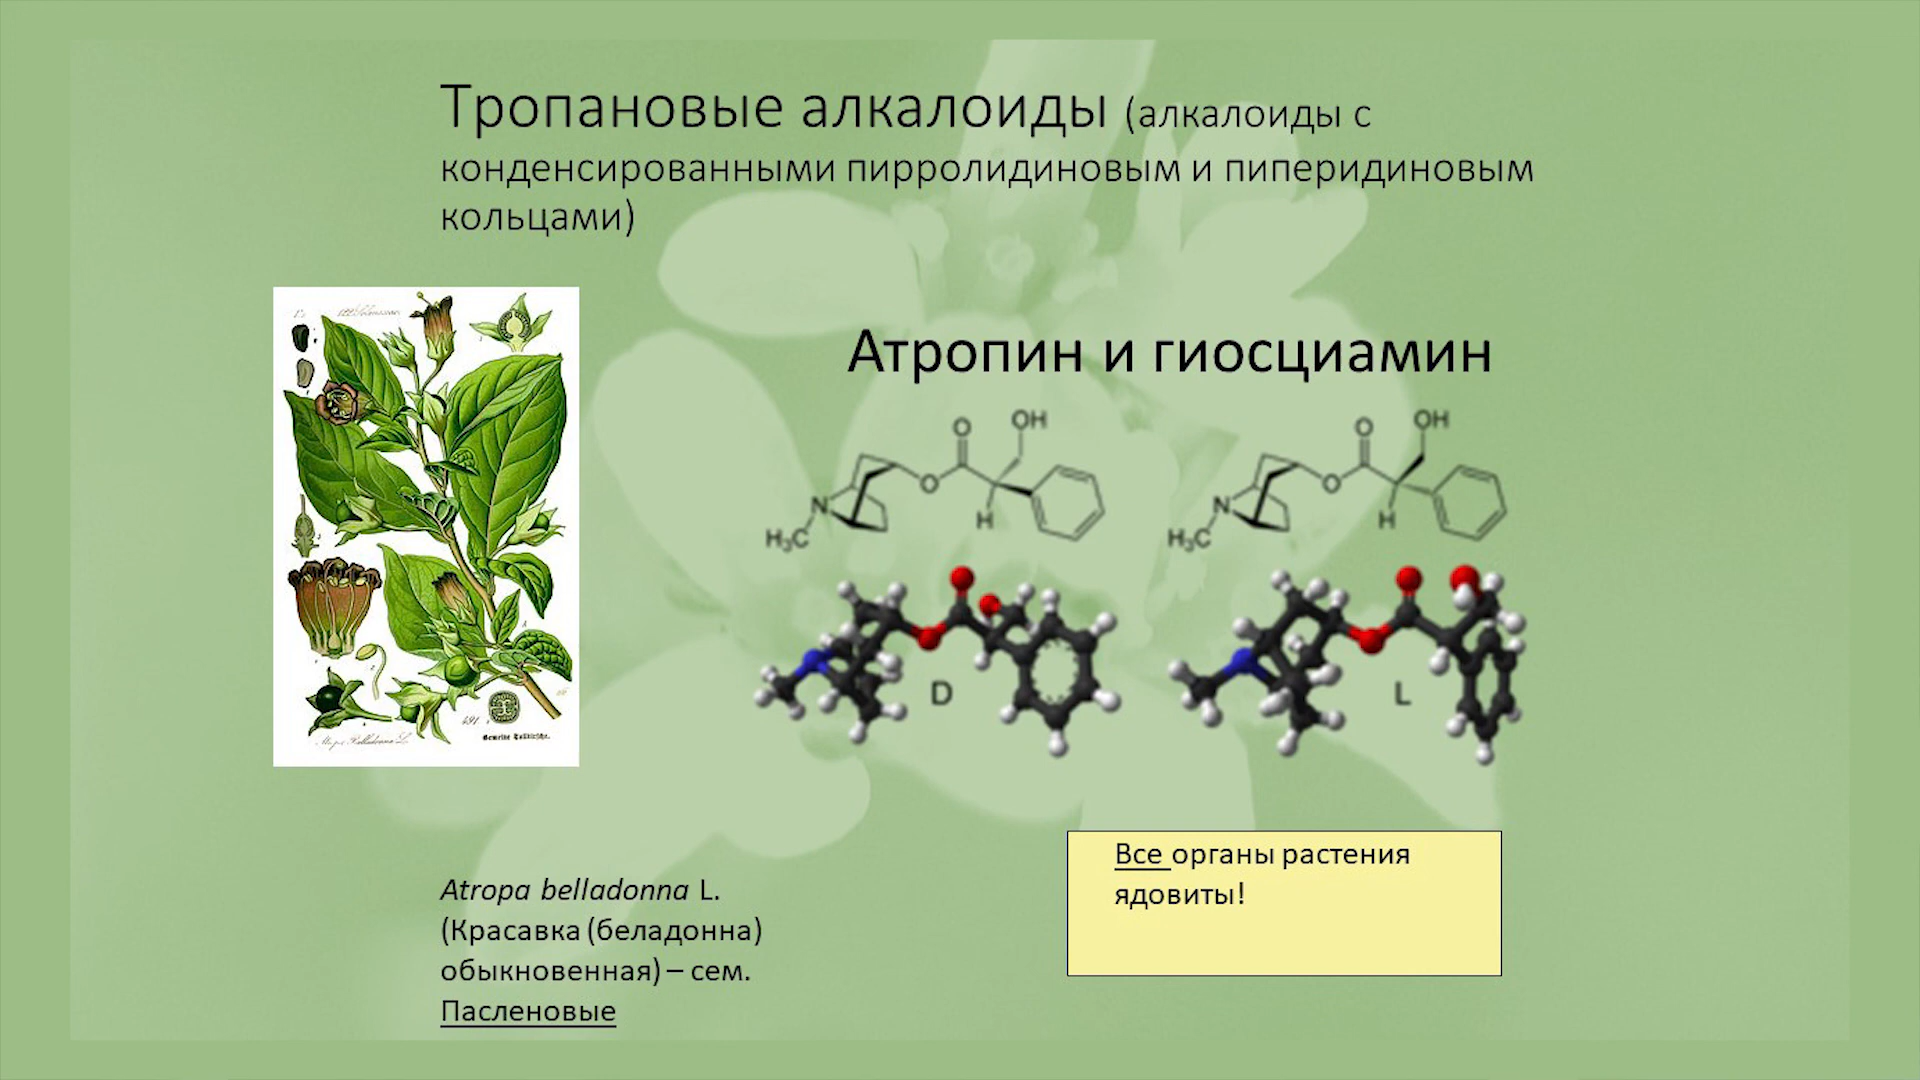 Тропановые алкалоиды (алкалоиды с
конденсированными пирролидиновым и пиперидиновым
кольцами)
Атропин и гиосциамин
O
OH
O
N
H
H₃C
O
OH
O
N
H
H₃C
D
L
Все органы растения
ядовиты!
Atropa belladonna L.
(Красавка (беладонна)
обыкновенная) – сем.
Пасленовые